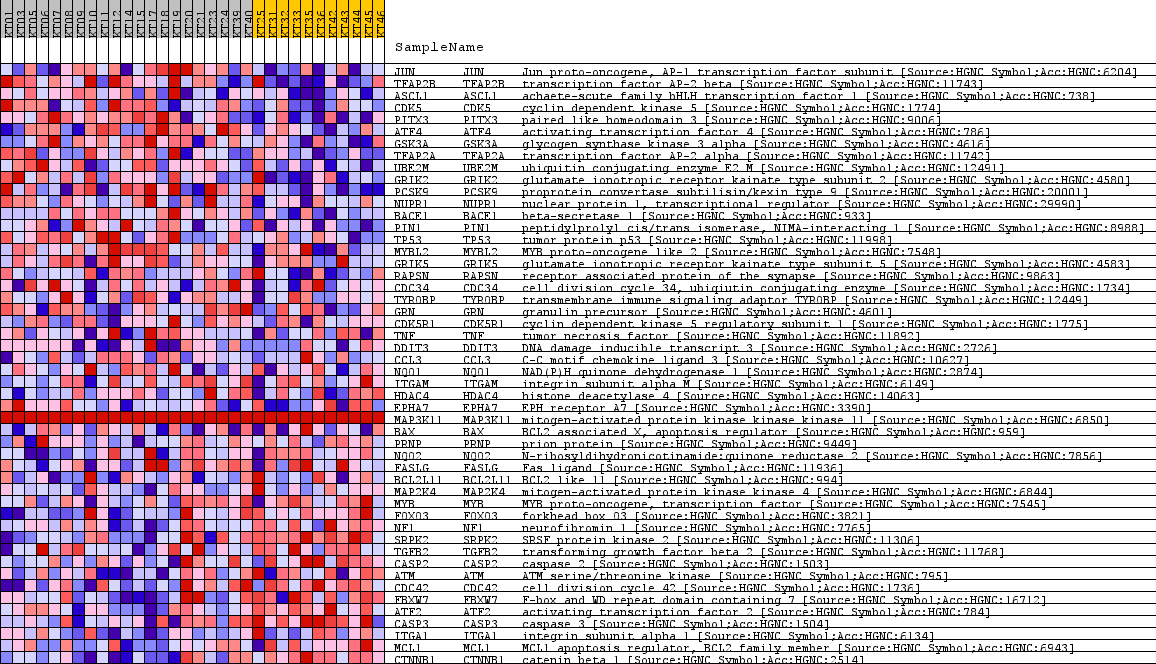 KT01 KT03 KT05 KT06 KT07 KT08 KT09 KT10 KT11 KT12 KT14 KT15 KT17 KT18 KT19 KT20 KT21 KT23 KT24 KT39 KT40 KT25 KT31 KT32 KT33 KT35 KT36 KT42 KT43 KT44 KT45 KT46
SampleName
JUN JUN Jun proto-oncogene, AP-1 transcription factor subunit [Source:HGNC Symbol;Acc:HGNC:6204]
TFAP2B TFAP2B transcription factor AP-2 beta [Source:HGNC Symbol;Acc:HGNC:11743]
ASCL1 ASCL1 achaete-scute family bHLH transcription factor 1 [Source:HGNC Symbol;Acc:HGNC:738]
CDK5 CDK5 cyclin dependent kinase 5 [Source:HGNC Symbol;Acc:HGNC:1774]
PITX3 PITX3 paired like homeodomain 3 [Source:HGNC Symbol;Acc:HGNC:9006]
ATF4 ATF4 activating transcription factor 4 [Source:HGNC Symbol;Acc:HGNC:786]
GSK3A GSK3A glycogen synthase kinase 3 alpha [Source:HGNC Symbol;Acc:HGNC:4616]
TFAP2A TFAP2A transcription factor AP-2 alpha [Source:HGNC Symbol;Acc:HGNC:11742]
UBE2M UBE2M ubiquitin conjugating enzyme E2 M [Source:HGNC Symbol;Acc:HGNC:12491]
GRIK2 GRIK2 glutamate ionotropic receptor kainate type subunit 2 [Source:HGNC Symbol;Acc:HGNC:4580]
PCSK9 PCSK9 proprotein convertase subtilisin/kexin type 9 [Source:HGNC Symbol;Acc:HGNC:20001]
NUPR1 NUPR1 nuclear protein 1, transcriptional regulator [Source:HGNC Symbol;Acc:HGNC:29990]
BACE1 BACE1 beta-secretase 1 [Source:HGNC Symbol;Acc:HGNC:933]
PIN1 PIN1 peptidylprolyl cis/trans isomerase, NIMA-interacting 1 [Source:HGNC Symbol;Acc:HGNC:8988]
TP53 TP53 tumor protein p53 [Source:HGNC Symbol;Acc:HGNC:11998]
MYBL2 MYBL2 MYB proto-oncogene like 2 [Source:HGNC Symbol;Acc:HGNC:7548]
GRIK5 GRIK5 glutamate ionotropic receptor kainate type subunit 5 [Source:HGNC Symbol;Acc:HGNC:4583]
RAPSN RAPSN receptor associated protein of the synapse [Source:HGNC Symbol;Acc:HGNC:9863]
CDC34 CDC34 cell division cycle 34, ubiqiutin conjugating enzyme [Source:HGNC Symbol;Acc:HGNC:1734]
TYROBP TYROBP transmembrane immune signaling adaptor TYROBP [Source:HGNC Symbol;Acc:HGNC:12449]
GRN GRN granulin precursor [Source:HGNC Symbol;Acc:HGNC:4601]
CDK5R1 CDK5R1 cyclin dependent kinase 5 regulatory subunit 1 [Source:HGNC Symbol;Acc:HGNC:1775]
TNF TNF tumor necrosis factor [Source:HGNC Symbol;Acc:HGNC:11892]
DDIT3 DDIT3 DNA damage inducible transcript 3 [Source:HGNC Symbol;Acc:HGNC:2726]
CCL3 CCL3 C-C motif chemokine ligand 3 [Source:HGNC Symbol;Acc:HGNC:10627]
NQO1 NQO1 NAD(P)H quinone dehydrogenase 1 [Source:HGNC Symbol;Acc:HGNC:2874]
ITGAM ITGAM integrin subunit alpha M [Source:HGNC Symbol;Acc:HGNC:6149]
HDAC4 HDAC4 histone deacetylase 4 [Source:HGNC Symbol;Acc:HGNC:14063]
EPHA7 EPHA7 EPH receptor A7 [Source:HGNC Symbol;Acc:HGNC:3390]
MAP3K11 MAP3K11 mitogen-activated protein kinase kinase kinase 11 [Source:HGNC Symbol;Acc:HGNC:6850]
BAX BAX BCL2 associated X, apoptosis regulator [Source:HGNC Symbol;Acc:HGNC:959]
PRNP PRNP prion protein [Source:HGNC Symbol;Acc:HGNC:9449]
NQO2 NQO2 N-ribosyldihydronicotinamide:quinone reductase 2 [Source:HGNC Symbol;Acc:HGNC:7856]
FASLG FASLG Fas ligand [Source:HGNC Symbol;Acc:HGNC:11936]
BCL2L11 BCL2L11 BCL2 like 11 [Source:HGNC Symbol;Acc:HGNC:994]
MAP2K4 MAP2K4 mitogen-activated protein kinase kinase 4 [Source:HGNC Symbol;Acc:HGNC:6844]
MYB MYB MYB proto-oncogene, transcription factor [Source:HGNC Symbol;Acc:HGNC:7545]
FOXO3 FOXO3 forkhead box O3 [Source:HGNC Symbol;Acc:HGNC:3821]
NF1 NF1 neurofibromin 1 [Source:HGNC Symbol;Acc:HGNC:7765]
SRPK2 SRPK2 SRSF protein kinase 2 [Source:HGNC Symbol;Acc:HGNC:11306]
TGFB2 TGFB2 transforming growth factor beta 2 [Source:HGNC Symbol;Acc:HGNC:11768]
CASP2 CASP2 caspase 2 [Source:HGNC Symbol;Acc:HGNC:1503]
ATM ATM ATM serine/threonine kinase [Source:HGNC Symbol;Acc:HGNC:795]
CDC42 CDC42 cell division cycle 42 [Source:HGNC Symbol;Acc:HGNC:1736]
FBXW7 FBXW7 F-box and WD repeat domain containing 7 [Source:HGNC Symbol;Acc:HGNC:16712]
ATF2 ATF2 activating transcription factor 2 [Source:HGNC Symbol;Acc:HGNC:784]
CASP3 CASP3 caspase 3 [Source:HGNC Symbol;Acc:HGNC:1504]
ITGA1 ITGA1 integrin subunit alpha 1 [Source:HGNC Symbol;Acc:HGNC:6134]
MCL1 MCL1 MCL1 apoptosis regulator, BCL2 family member [Source:HGNC Symbol;Acc:HGNC:6943]
CTNNB1 CTNNB1 catenin beta 1 [Source:HGNC Symbol;Acc:HGNC:2514]